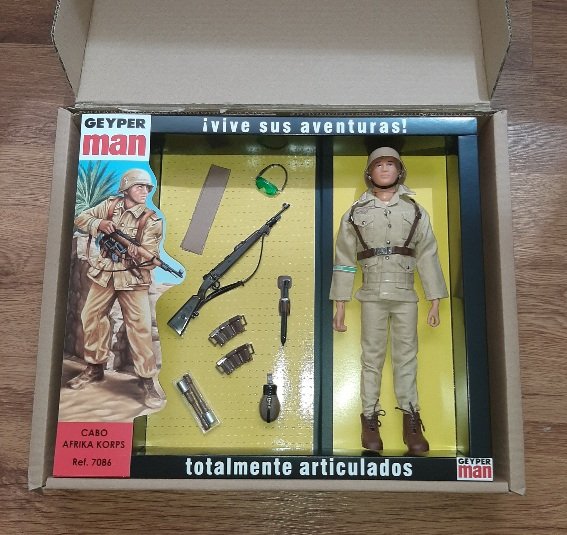 GEYPER
man
¡vive sus aventuras!
CABO
AFRIKA KORPS
Ref. 7086
totalmente articulados
GEYPER
man